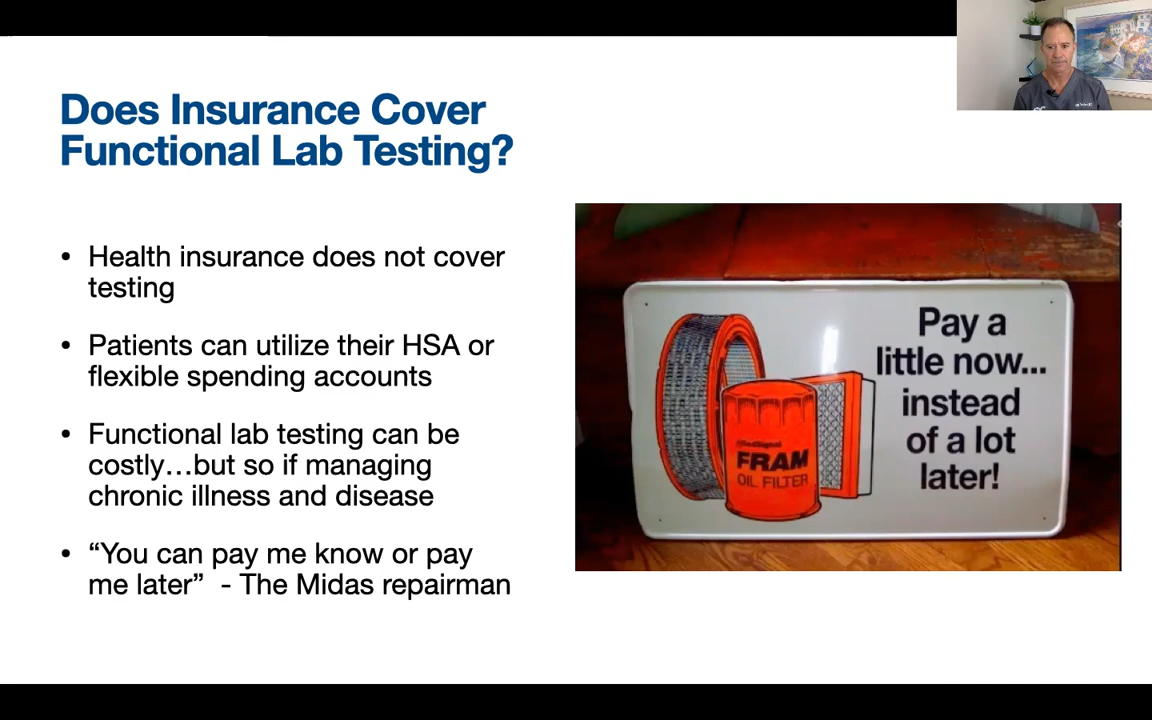 Does Insurance Cover
Functional Lab Testing?
• Health insurance does not cover
testing
• Patients can utilize their HSA or
flexible spending accounts
• Functional lab testing can be
costly…but so if managing
chronic illness and disease
• “You can pay me know or pay
me later”  - The Midas repairman
Pay a
little now...
instead
of a lot
later!
AlliedSignal
FRAM
OIL FILTER